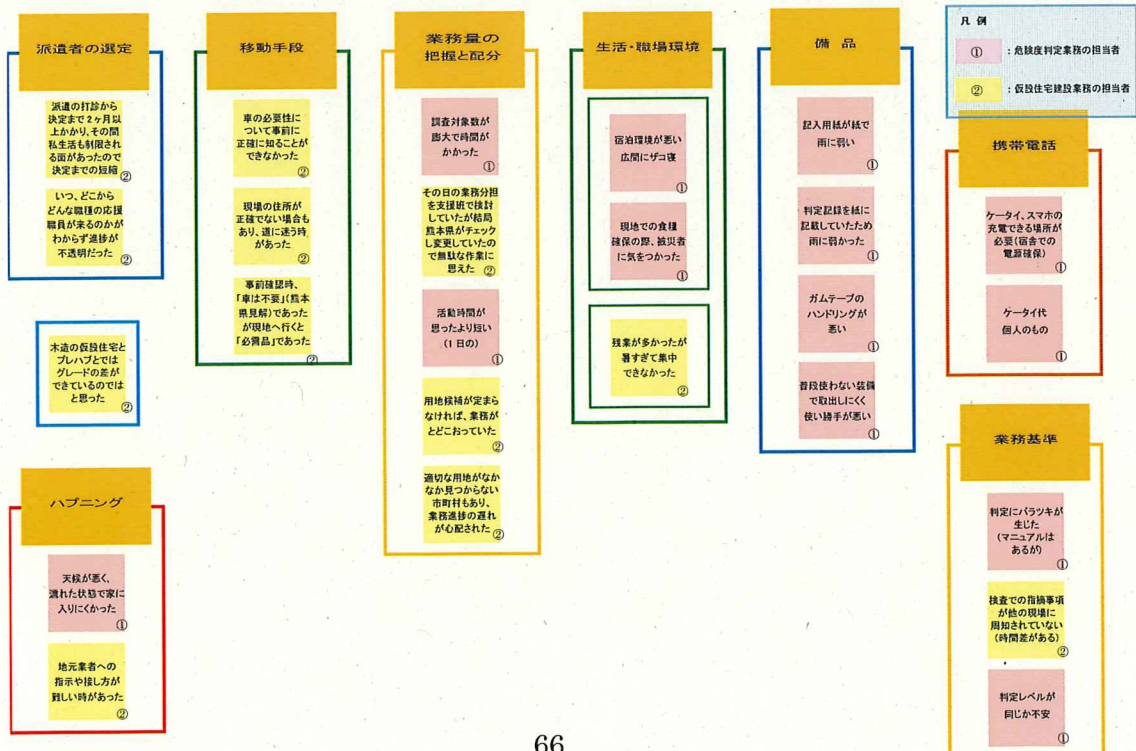 派遣者の選定
派遣の打診から
決定まで2ヶ月以
上かかり、その間
私生活も制限され
る面があったので
決定までの短縮
②
いつ、どこから
どんな職種の応援
職員が来るのかが
わからず進捗が
不透明だった
②
木造の仮設住宅と
プレハブとでは
グレードの差が
できているのでは
と思った
②
ハプニング
天候が悪く、
濡れた状態で家に
入りにくかった
①
地元業者への
指示や接し方が
難しい時があった
②
移動手段
車の必要性に
ついて事前に
正確に知ることが
できなかった
②
現場の住所が
正確でない場合も
あり、道に迷う時
があった
②
事前確認時、
「車は不要」(熊本
県見解)であった
が現地へ行くと
「必需品」であった
②
業務量の
把握と配分
調査対象数が
膨大で時間が
かかった
①
その日の業務分担
を支援班で検討
していたが結局
熊本県がチェック
し変更していたの
で無駄な作業に
思えた
②
活動時間が
思ったより短い
(1日の)
①
用地候補が定まら
なければ、業務が
とどこおっていた
②
適切な用地がなか
なか見つからない
市町村もあり、
業務進捗の遅れ
が心配された
②
生活・職場環境
宿泊環境が悪い
広間にザコ寝
①
現地での食糧
確保の際、被災者
に気をつかった
①
残業が多かったが
暑すぎて集中
できなかった
②
備品
記入用紙が紙で
雨に弱い
①
判定記録を紙に
記載していたため
雨に弱かった
①
ガムテープの
ハンドリングが
悪い
①
普段使わない装備
で取出しにくく
使い勝手が悪い
①
凡例
① :危険度判定業務の担当者
② :仮設住宅建設業務の担当者
携帯電話
ケータイ、スマホの
充電できる場所が
必要(宿舎での
電源確保)
①
ケータイ代
個人のもの
①
業務基準
判定にバラツキが
生じた
(マニュアルは
あるが)
①
検査での指摘事項
が他の現場に
周知されていない
(時間差がある)
②
判定レベルが
同じか不安
①
66